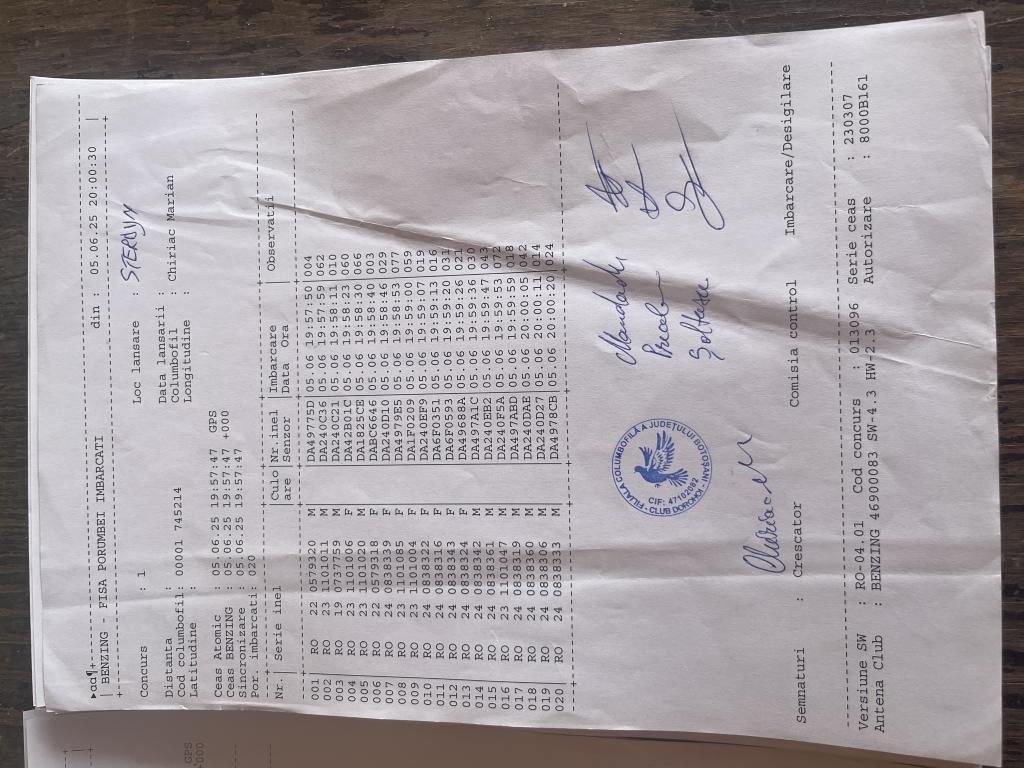 ►aa¶
| BENZING - FISA PORUMBEI IMBARCATI din : 05.06.25 20:00:30 |
Concurs : 1 Loc lansare : STERDYN
Distanta : Data lansarii :
Cod columbofil: 00001 745214 Columbofil : Chiriac Marian
Latitudine : Longitudine :
Ceas Atomic : 05.06.25 19:57:47 GPS
Ceas BENZING : 05.06.25 19:57:47 +000
Sincronizare : 05.06.25 19:57:47
Por. imbarcati: 020
Nr. | Serie inel | Culo | Nr.inel | Imbarcare | Observatii
are | Senzor | Data Ora
001 RO 22 0579320 M DA49775D 05.06 19:57:50 004
002 RO 23 1101011 M DA240C36 05.06 19:57:59 062
003 RO 19 0737759 M DA240C21 05.06 19:58:11 010
004 RO 23 1101006 F DA42B01C 05.06 19:58:23 060
005 RO 23 1101020 M DA1825CE 05.06 19:58:30 066
006 RO 22 0579318 F DABC6646 05.06 19:58:40 003
007 RO 24 0838339 F DA240D10 05.06 19:58:46 029
008 RO 23 1101085 F DA4979E5 05.06 19:58:53 077
009 RO 23 1101004 F DA1F0209 05.06 19:59:00 059
010 RO 24 0838322 F DA240EF9 05.06 19:59:07 019
011 RO 24 0838316 F DA6F0351 05.06 19:59:13 016
012 RO 24 0838343 F DA6F0593 05.06 19:59:20 031
013 RO 24 0838324 F DA49688A 05.06 19:59:26 021
014 RO 24 0838342 M DA497A1C 05.06 19:59:36 030
015 RO 24 0838361 M DA240EB2 05.06 19:59:47 043
016 RO 23 1101047 M DA240F5A 05.06 19:59:53 072
017 RO 24 0838319 M DA497ABD 05.06 19:59:59 018
018 RO 24 0838360 M DA240DAE 05.06 20:00:05 042
019 RO 24 0838306 M DA240D27 05.06 20:00:11 014
020 RO 24 0838333 M DA4978CB 05.06 20:00:20 024
FILIALA COLUMBOFILĂ A JUDEȚULUI BOTOȘANI
CIF: 47102082
- CLUB DOROHOI -
Semnaturi : Crescator Comisia control Imbarcare/Desigilare
Versiune SW : RO-04.01 Cod concurs : 013096 Serie ceas : 230307
Antena Club : BENZING 46900083 SW-4.3 HW-2.3 Autorizare : 8000B161
GPS
+000